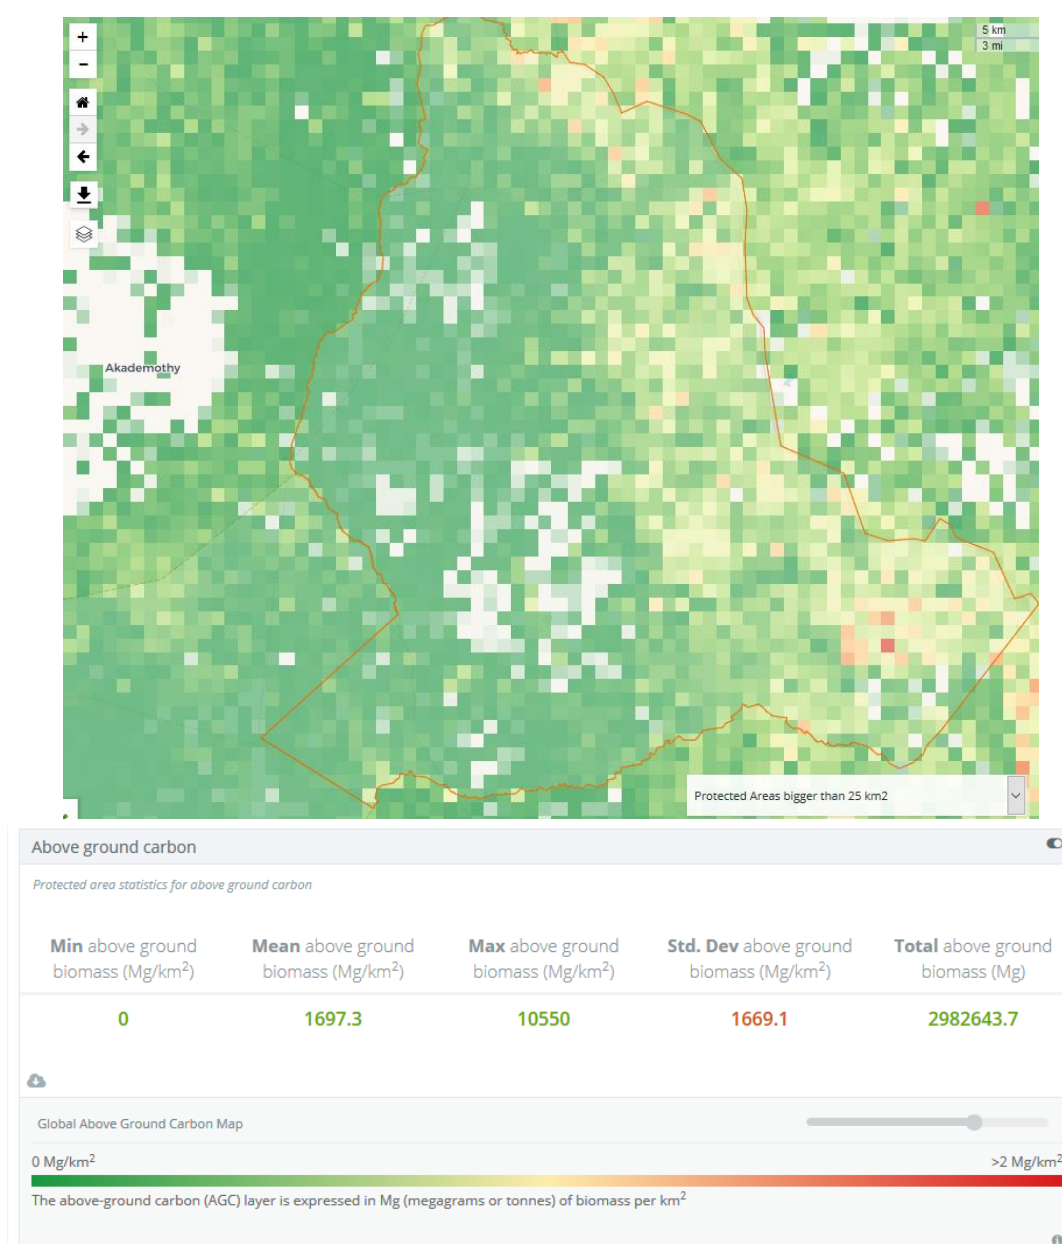 +
5 km
3 mi
−
Akademothy
Protected Areas bigger than 25 km2
Above ground carbon
Protected area statistics for above ground carbon
Min above ground biomass (Mg/km²)
Mean above ground biomass (Mg/km²)
Max above ground biomass (Mg/km²)
Std. Dev above ground biomass (Mg/km²)
Total above ground biomass (Mg)
0 1697.3 10550 1669.1 2982643.7
Global Above Ground Carbon Map
0 Mg/km² >2 Mg/km²
The above-ground carbon (AGC) layer is expressed in Mg (megagrams or tonnes) of biomass per km²